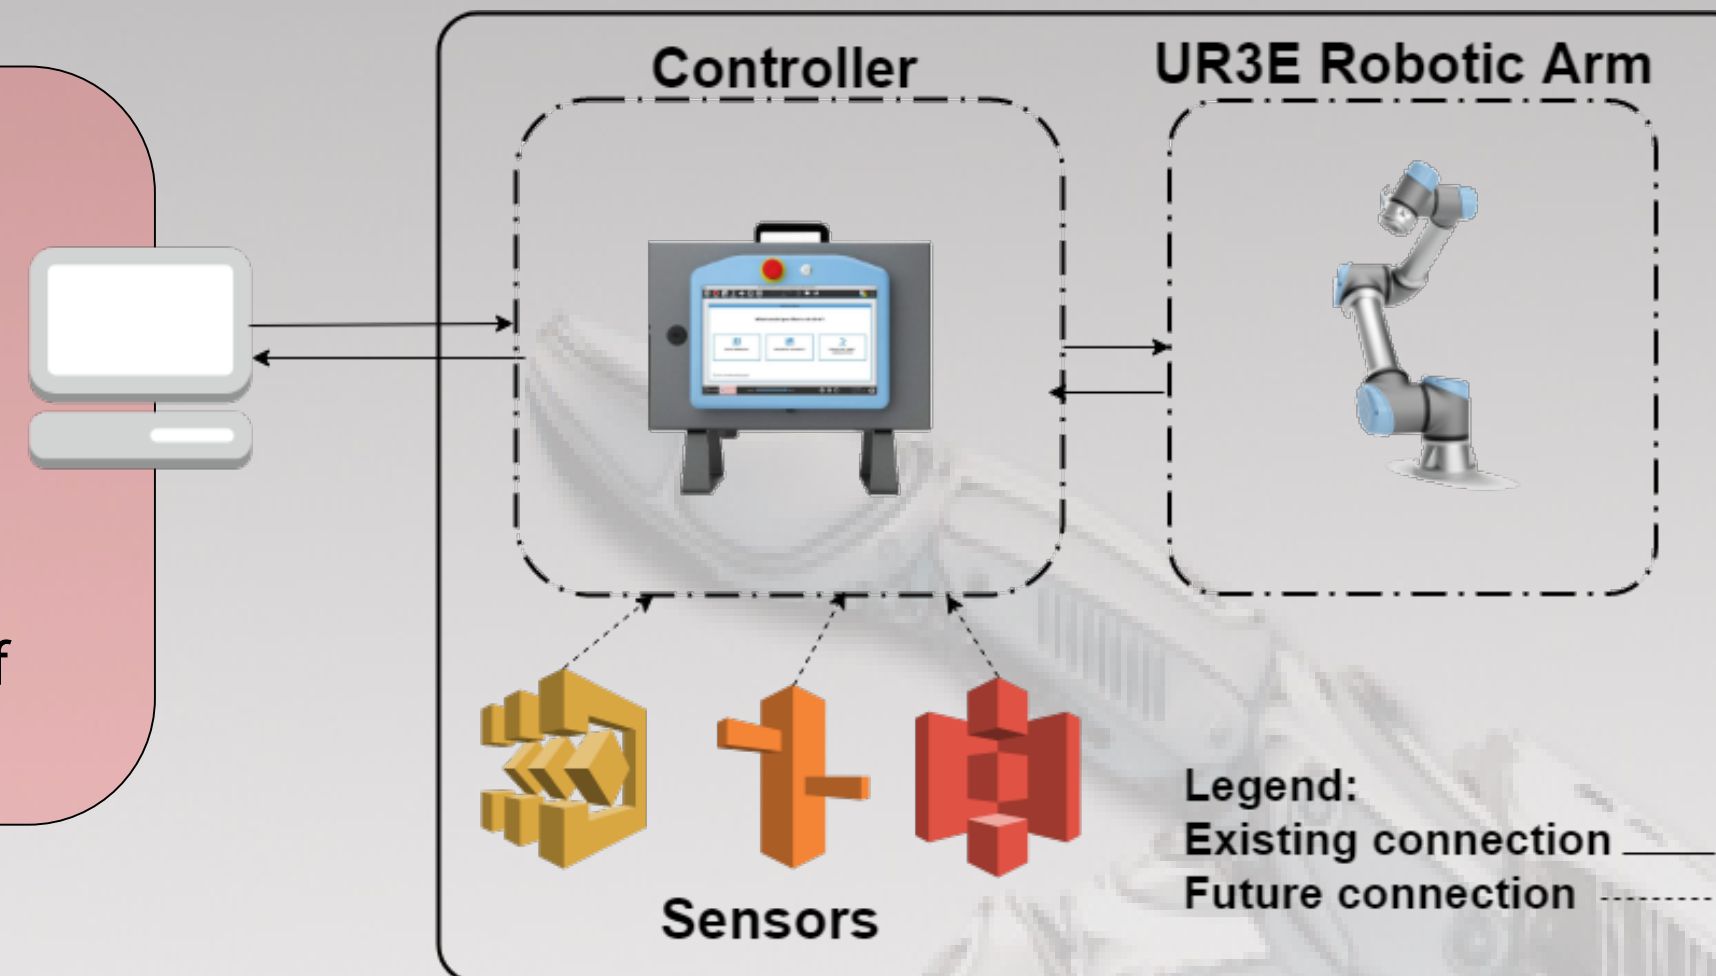 Controller
UR3E Robotic Arm
f
Sensors
Legend:
Existing connection
Future connection